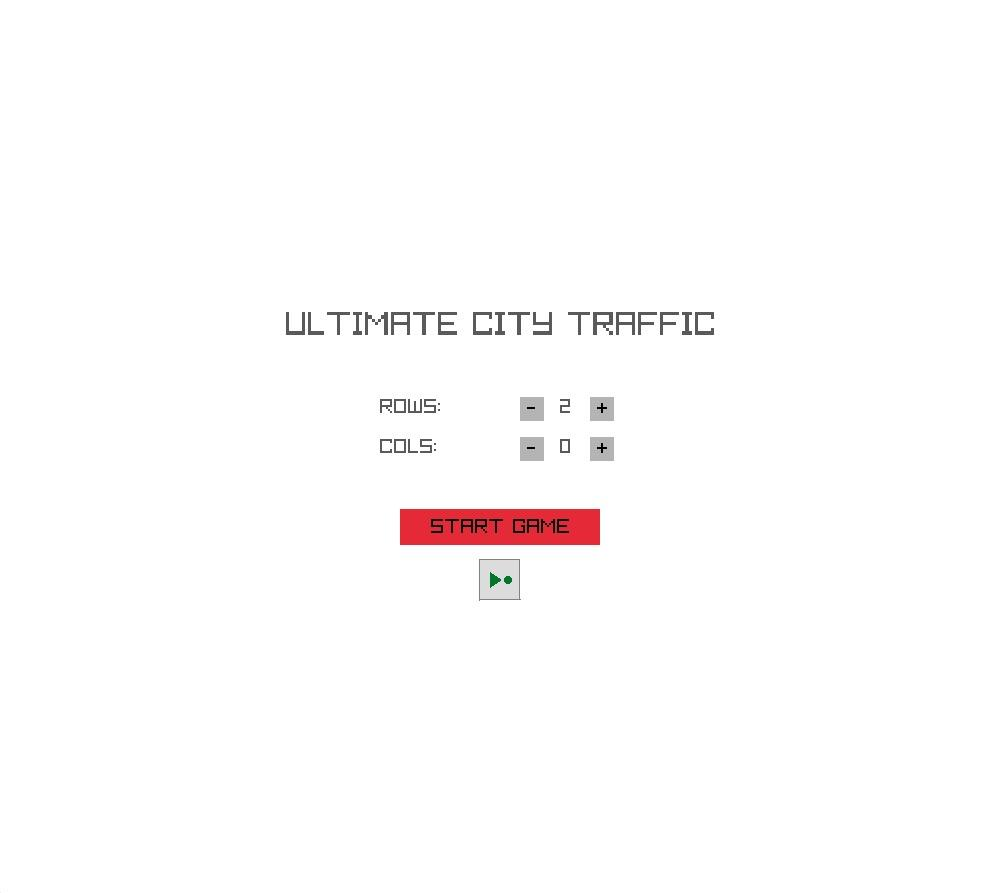 ULTIMATE CITY TRAFFIC
ROWS: - 2 +
COLS: - 0 +
START GAME